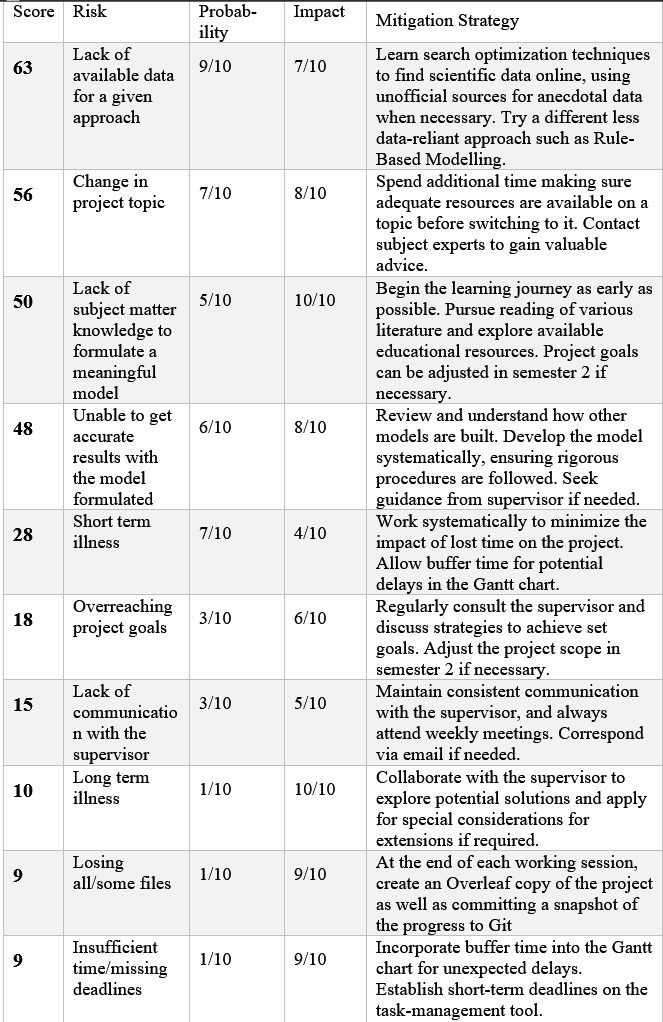 Score Risk Probab- Impact Mitigation Strategy
ility
63 Lack of 9/10 7/10 Learn search optimization techniques
available data to find scientific data online, using
for a given unofficial sources for anecdotal data
approach when necessary. Try a different less
data-reliant approach such as Rule-
Based Modelling.
56 Change in 7/10 8/10 Spend additional time making sure
project topic adequate resources are available on a
topic before switching to it. Contact
subject experts to gain valuable
advice.
50 Lack of 5/10 10/10 Begin the learning journey as early as
subject matter possible. Pursue reading of various
knowledge to literature and explore available
formulate a educational resources. Project goals
meaningful can be adjusted in semester 2 if
model necessary.
48 Unable to get 6/10 8/10 Review and understand how other
accurate models are built. Develop the model
results with systematically, ensuring rigorous
the model procedures are followed. Seek
formulated guidance from supervisor if needed.
28 Short term 7/10 4/10 Work systematically to minimize the
illness impact of lost time on the project.
Allow buffer time for potential
delays in the Gantt chart.
18 Overreaching 3/10 6/10 Regularly consult the supervisor and
project goals discuss strategies to achieve set
goals. Adjust the project scope in
semester 2 if necessary.
15 Lack of 3/10 5/10 Maintain consistent communication
communicatio with the supervisor, and always
n with the attend weekly meetings. Correspond
supervisor via email if needed.
10 Long term 1/10 10/10 Collaborate with the supervisor to
illness explore potential solutions and apply
for special considerations for
extensions if required.
9 Losing 1/10 9/10 At the end of each working session,
all/some files create an Overleaf copy of the project
as well as committing a snapshot of
the progress to Git
9 Insufficient 1/10 9/10 Incorporate buffer time into the Gantt
time/missing chart for unexpected delays.
deadlines Establish short-term deadlines on the
task-management tool.